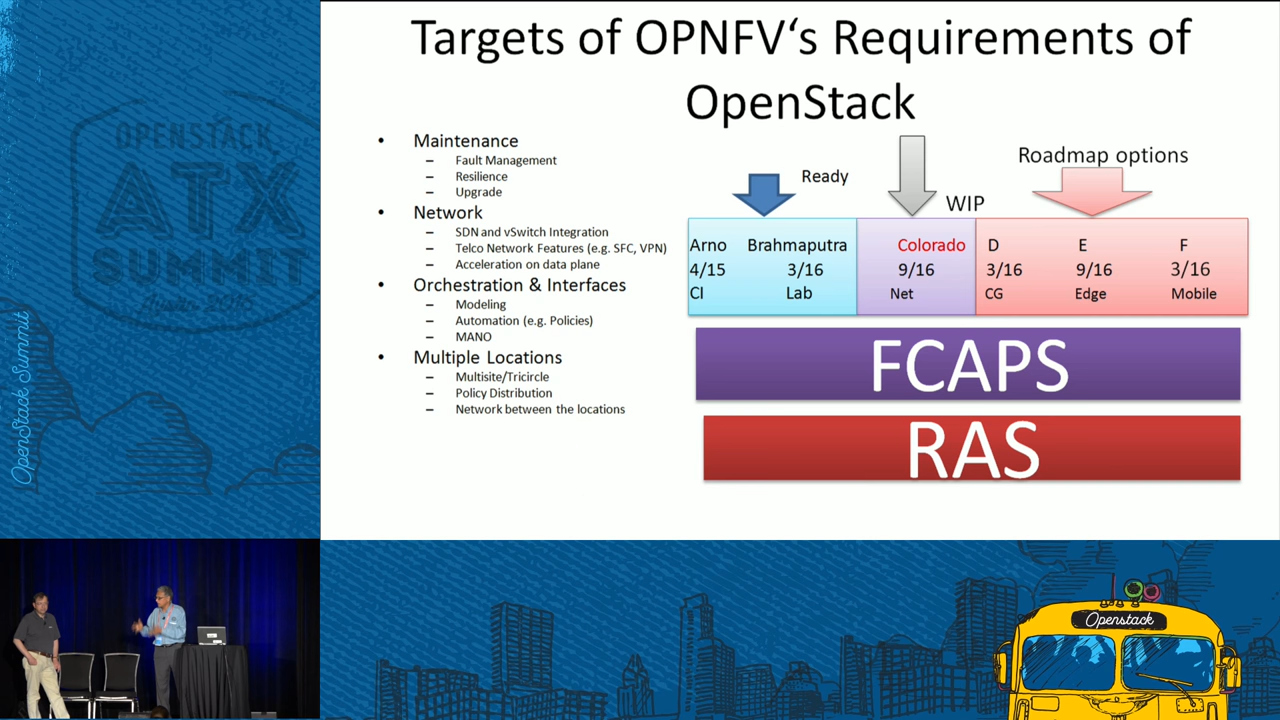 Targets of OPNFV‘s Requirements of
OpenStack
• Maintenance
– Fault Management
– Resilience
– Upgrade
• Network
– SDN and vSwitch Integration
– Telco Network Features (e.g. SFC, VPN)
– Acceleration on data plane
• Orchestration & Interfaces
– Modeling
– Automation (e.g. Policies)
– MANO
• Multiple Locations
– Multisite/Tricircle
– Policy Distribution
– Network between the locations
Ready
WIP
Roadmap options
Arno Brahmaputra Colorado D E F
4/15 3/16 9/16 3/16 9/16 3/16
CI Lab Net CG Edge Mobile
FCAPS
RAS
OPENSTACK
ATX
SUMMIT
OpenStack Summit
Openstack